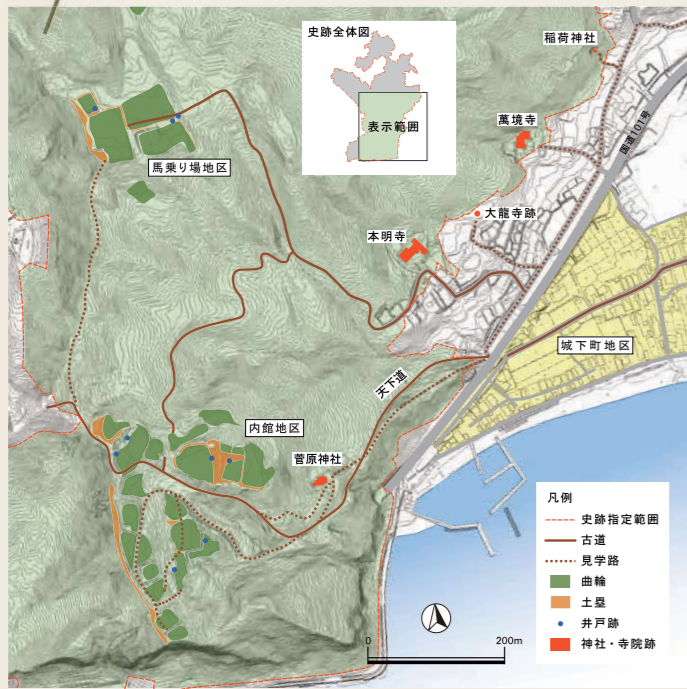 史跡全体図
表示範囲
稲荷神社
萬境寺
国道101号
馬乗り場地区
大龍寺跡
本明寺
城下町地区
天下道
内館地区
菅原神社
凡例
史跡指定範囲
古道
見学路
曲輪
土塁
井戸跡
神社・寺院跡
0 200m